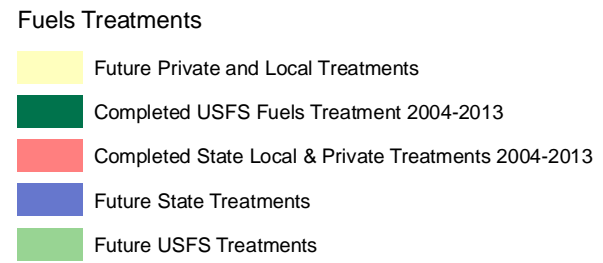 Fuels Treatments
Future Private and Local Treatments
Completed USFS Fuels Treatment 2004-2013
Completed State Local & Private Treatments 2004-2013
Future State Treatments
Future USFS Treatments